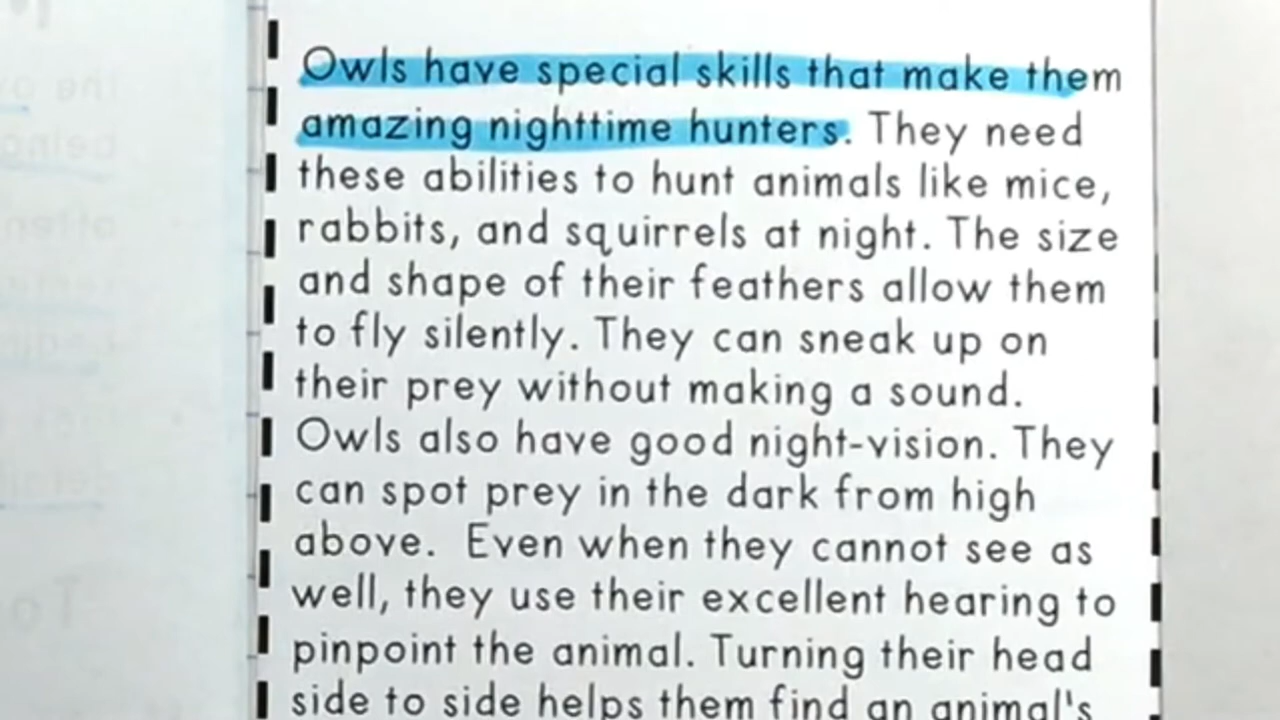 Owls have special skills that make them
amazing nighttime hunters. They need
these abilities to hunt animals like mice,
rabbits, and squirrels at night. The size
and shape of their feathers allow them
to fly silently. They can sneak up on
their prey without making a sound.
Owls also have good night-vision. They
can spot prey in the dark from high
above. Even when they cannot see as
well, they use their excellent hearing to
pinpoint the animal. Turning their head
side to side helps them find an animal's